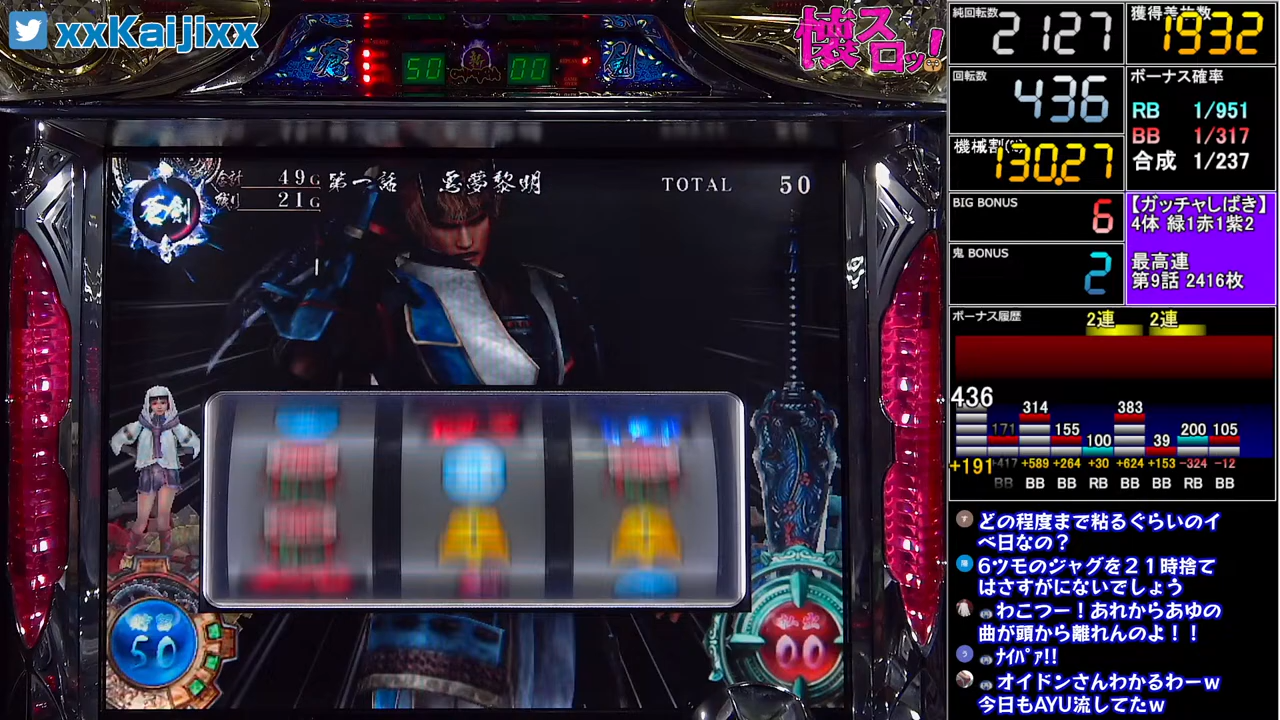 xxKaijixx
懐スロッ!
蒼
50
00
剣
合計 49G
残り 21G
蒼剣
第一話 悪夢黎明
TOTAL 50
50
00
純回転数
2127
獲得差枚数
1932
回転数
436
ボーナス確率
RB 1/951
BB 1/317
合成 1/237
機械割(%)
130.27
BIG BONUS
6
【ガッチャしばき】
4体 緑1赤1紫2
鬼 BONUS
2
最高連
第9話 2416枚
ボーナス履歴
2連 2連
436 171 314 155 100 383 39 200 105
+191 +417 +589 +264 +30 +624 +153 -324 -12
BB BB BB RB BB BB RB BB
どの程度まで粘るぐらいのイ
ベ日なの?
6ツモのジャグを21時捨て
はさすがにないでしょう
わこつー!あれからあゆの
曲が頭から離れんのよ!!
ﾅｲﾊﾟｧ!!
オイドンさんわかるわーw
今日もAYU流してたw